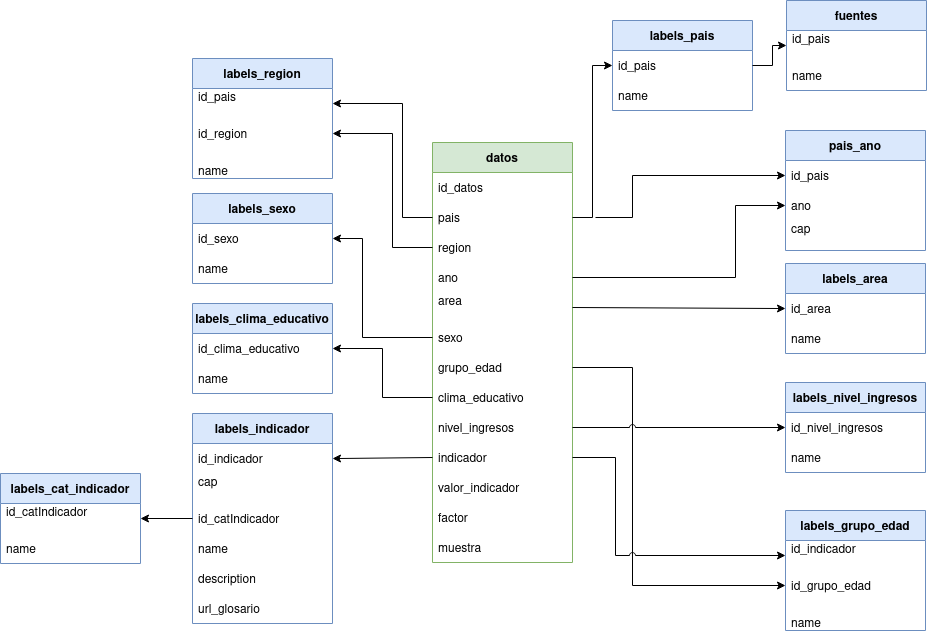 labels_region
id_pais
id_region
name
labels_sexo
id_sexo
name
labels_clima_educativo
id_clima_educativo
name
labels_indicador
id_indicador
cap
id_catIndicador
name
description
url_glosario
labels_cat_indicador
id_catIndicador
name
datos
id_datos
pais
region
ano
area
sexo
grupo_edad
clima_educativo
nivel_ingresos
indicador
valor_indicador
factor
muestra
labels_pais
id_pais
name
fuentes
id_pais
name
pais_ano
id_pais
ano
cap
labels_area
id_area
name
labels_nivel_ingresos
id_nivel_ingresos
name
labels_grupo_edad
id_indicador
id_grupo_edad
name